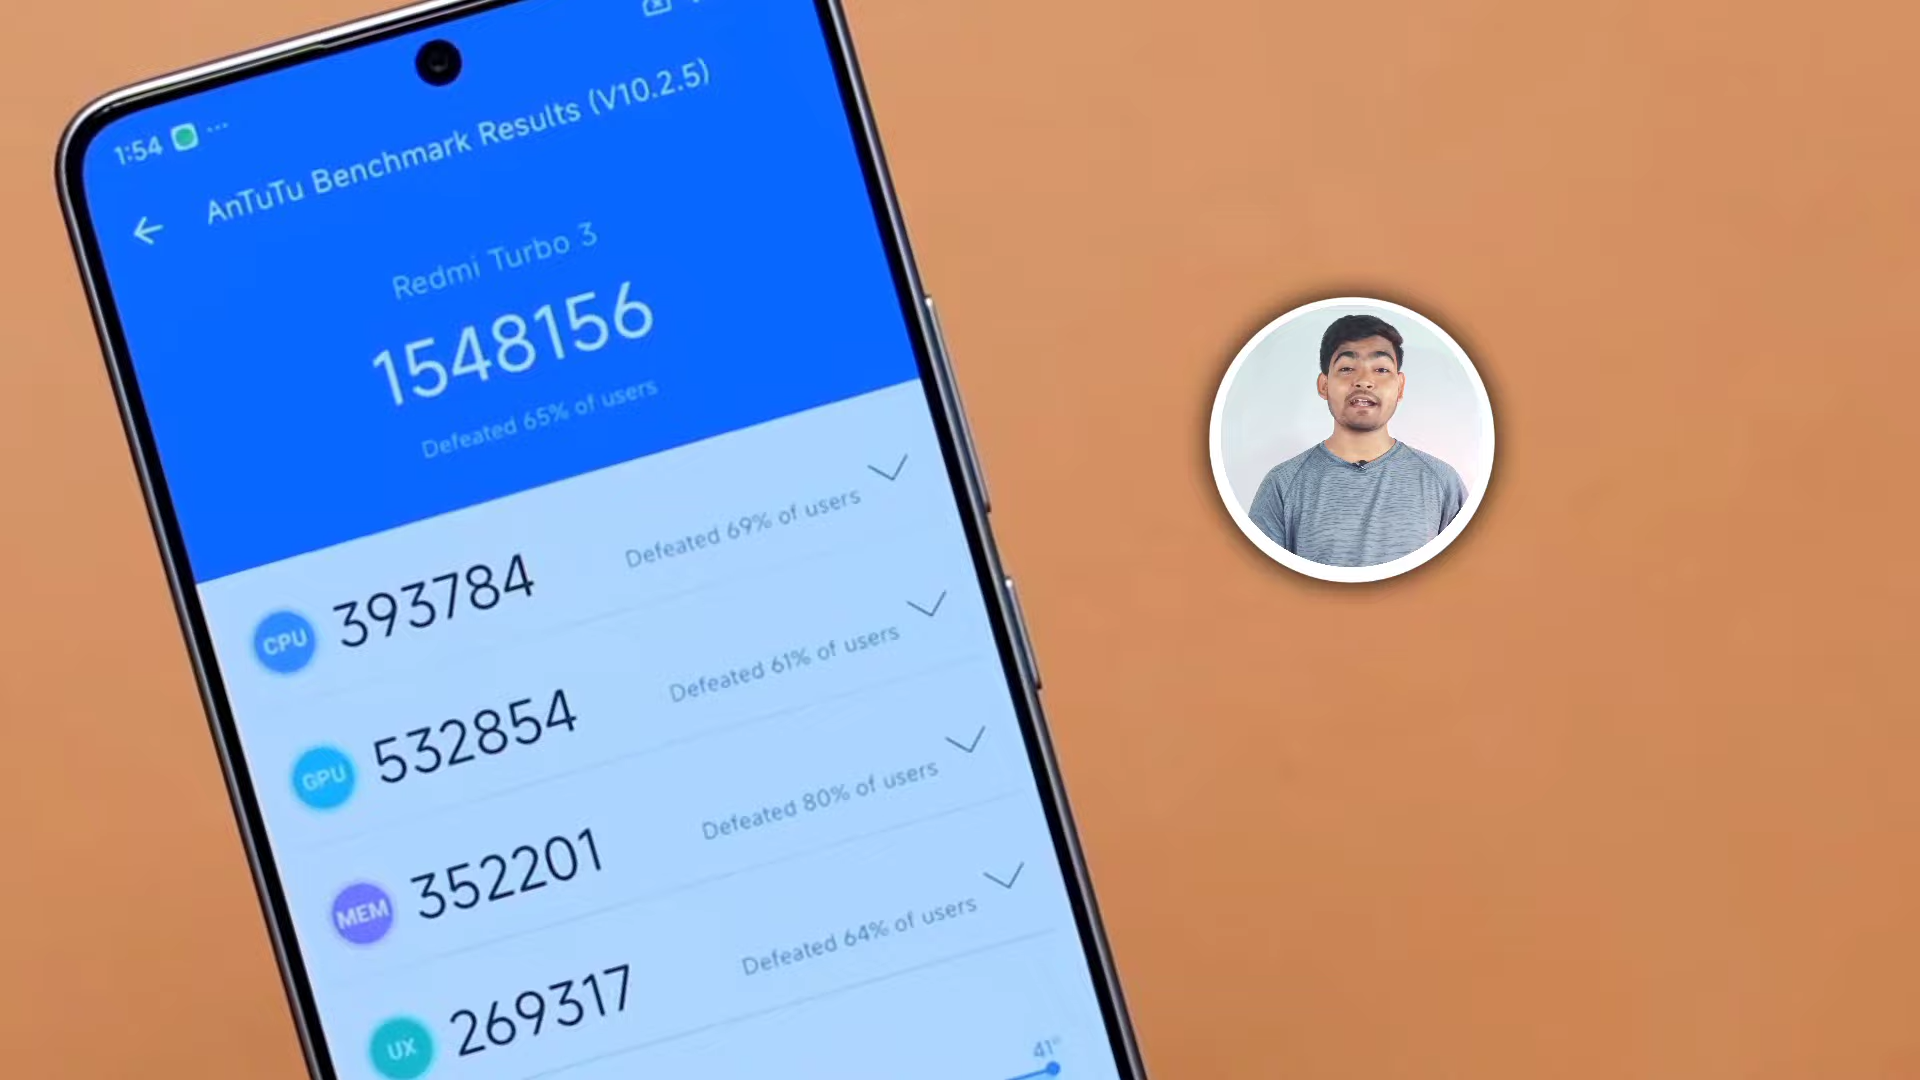 1:54 ...
AnTuTu Benchmark Results (V10.2.5)
Redmi Turbo 3
1548156
Defeated 65% of users
CPU 393784 Defeated 69% of users
GPU 532854 Defeated 61% of users
MEM 352201 Defeated 80% of users
UX 269317 Defeated 64% of users
41°